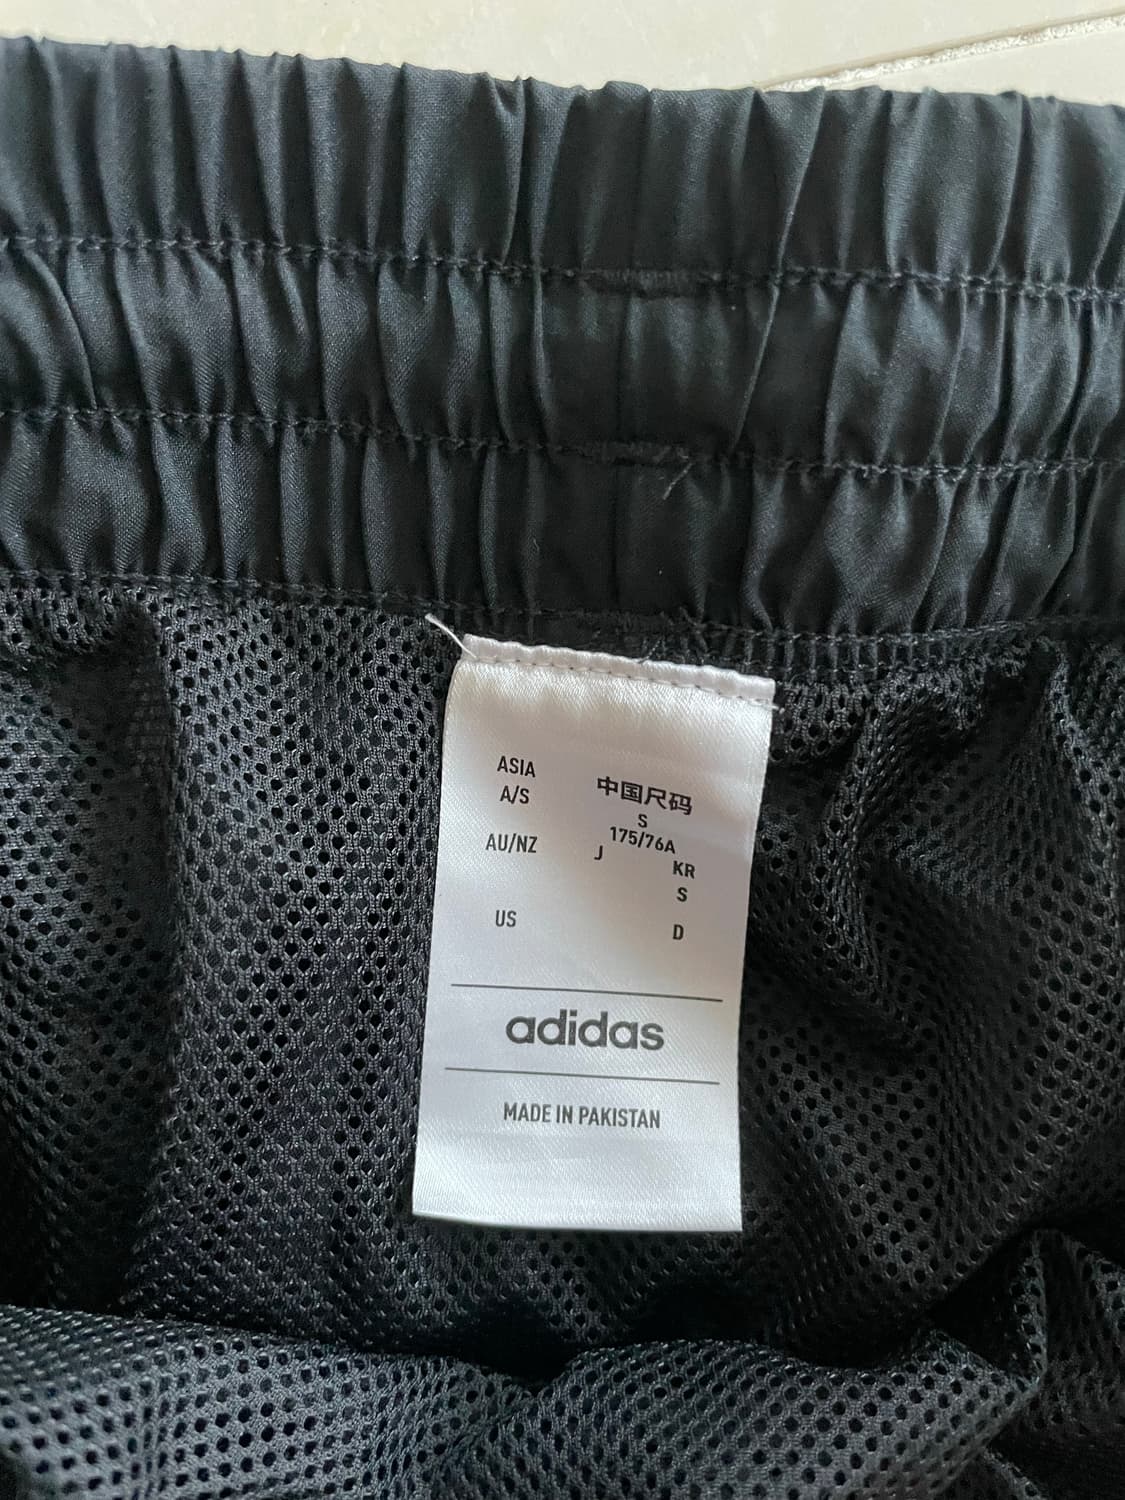 ASIA
A/S
中国尺码
S
175/76A
AU/NZ
J
KR
S
US
D
adidas
MADE IN PAKISTAN